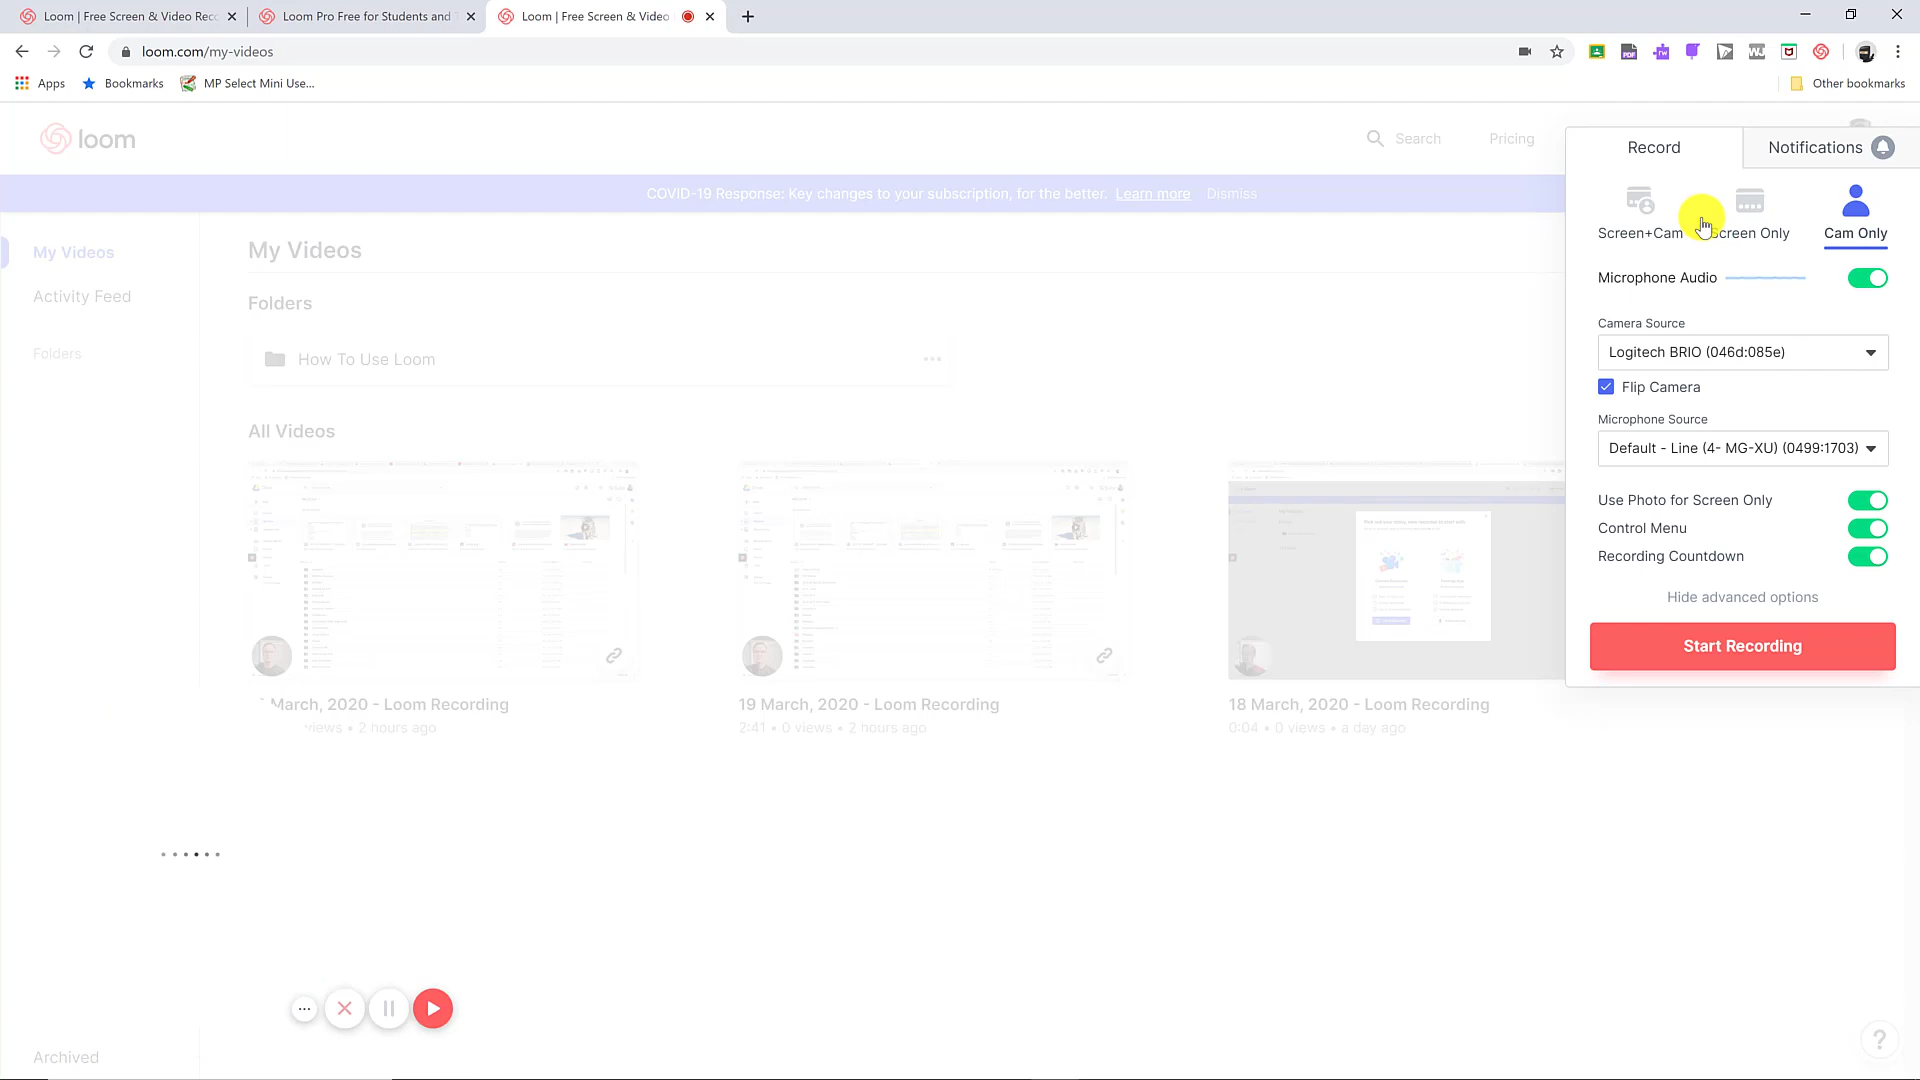 Loom | Free Screen & Video Rec
Loom Pro Free for Students and T
Loom | Free Screen & Video
loom.com/my-videos
Apps
Bookmarks
MP Select Mini Use...
Other bookmarks
loom
Search
Pricing
COVID-19 Response: Key changes to your subscription, for the better. Learn more Dismiss
My Videos
Activity Feed
Folders
Archived
My Videos
Folders
How To Use Loom
All Videos
March, 2020 - Loom Recording
views • 2 hours ago
19 March, 2020 - Loom Recording
2:41 • 0 views • 2 hours ago
18 March, 2020 - Loom Recording
0:04 • 0 views • a day ago
Record
Notifications
Screen+Cam
Screen Only
Cam Only
Microphone Audio
Camera Source
Logitech BRIO (046d:085e)
Flip Camera
Microphone Source
Default - Line (4- MG-XU) (0499:1703)
Use Photo for Screen Only
Control Menu
Recording Countdown
Hide advanced options
Start Recording